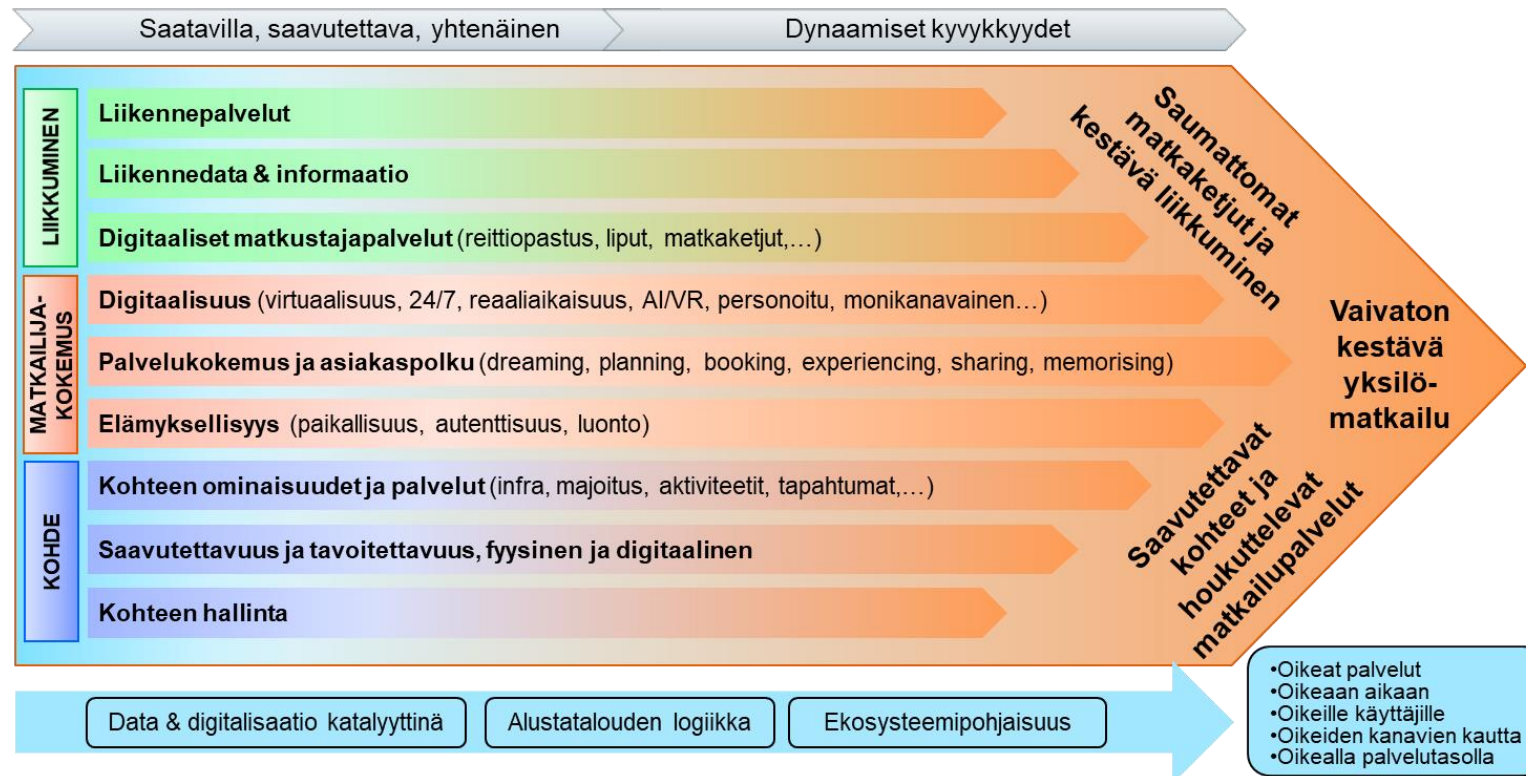 Saatavilla, saavutettava, yhtenäinen
Dynaamiset kyvykkyydet
LIIKKUMINEN
Liikennepalvelut
Liikennedata & informaatio
Digitaaliset matkustajapalvelut (reittiopastus, liput, matkaketjut,…)
MATKAILIJA-
KOKEMUS
Digitaalisuus (virtuaalisuus, 24/7, reaaliaikaisuus, AI/VR, personoitu, monikanavainen…)
Palvelukokemus ja asiakaspolku (dreaming, planning, booking, experiencing, sharing, memorising)
Elämyksellisyys (paikallisuus, autenttisuus, luonto)
KOHDE
Kohteen ominaisuudet ja palvelut (infra, majoitus, aktiviteetit, tapahtumat,…)
Saavutettavuus ja tavoitettavuus, fyysinen ja digitaalinen
Kohteen hallinta
Saumattomat
matkaketjut ja
kestävä liikkuminen
Saavutettavat
kohteet ja
houkuttelevat
matkailupalvelut
Vaivaton
kestävä
yksilö-
matkailu
Data & digitalisaatio katalyyttinä
Alustatalouden logiikka
Ekosysteemipohjaisuus
•Oikeat palvelut
•Oikeaan aikaan
•Oikeille käyttäjille
•Oikeiden kanavien kautta
•Oikealla palvelutasolla